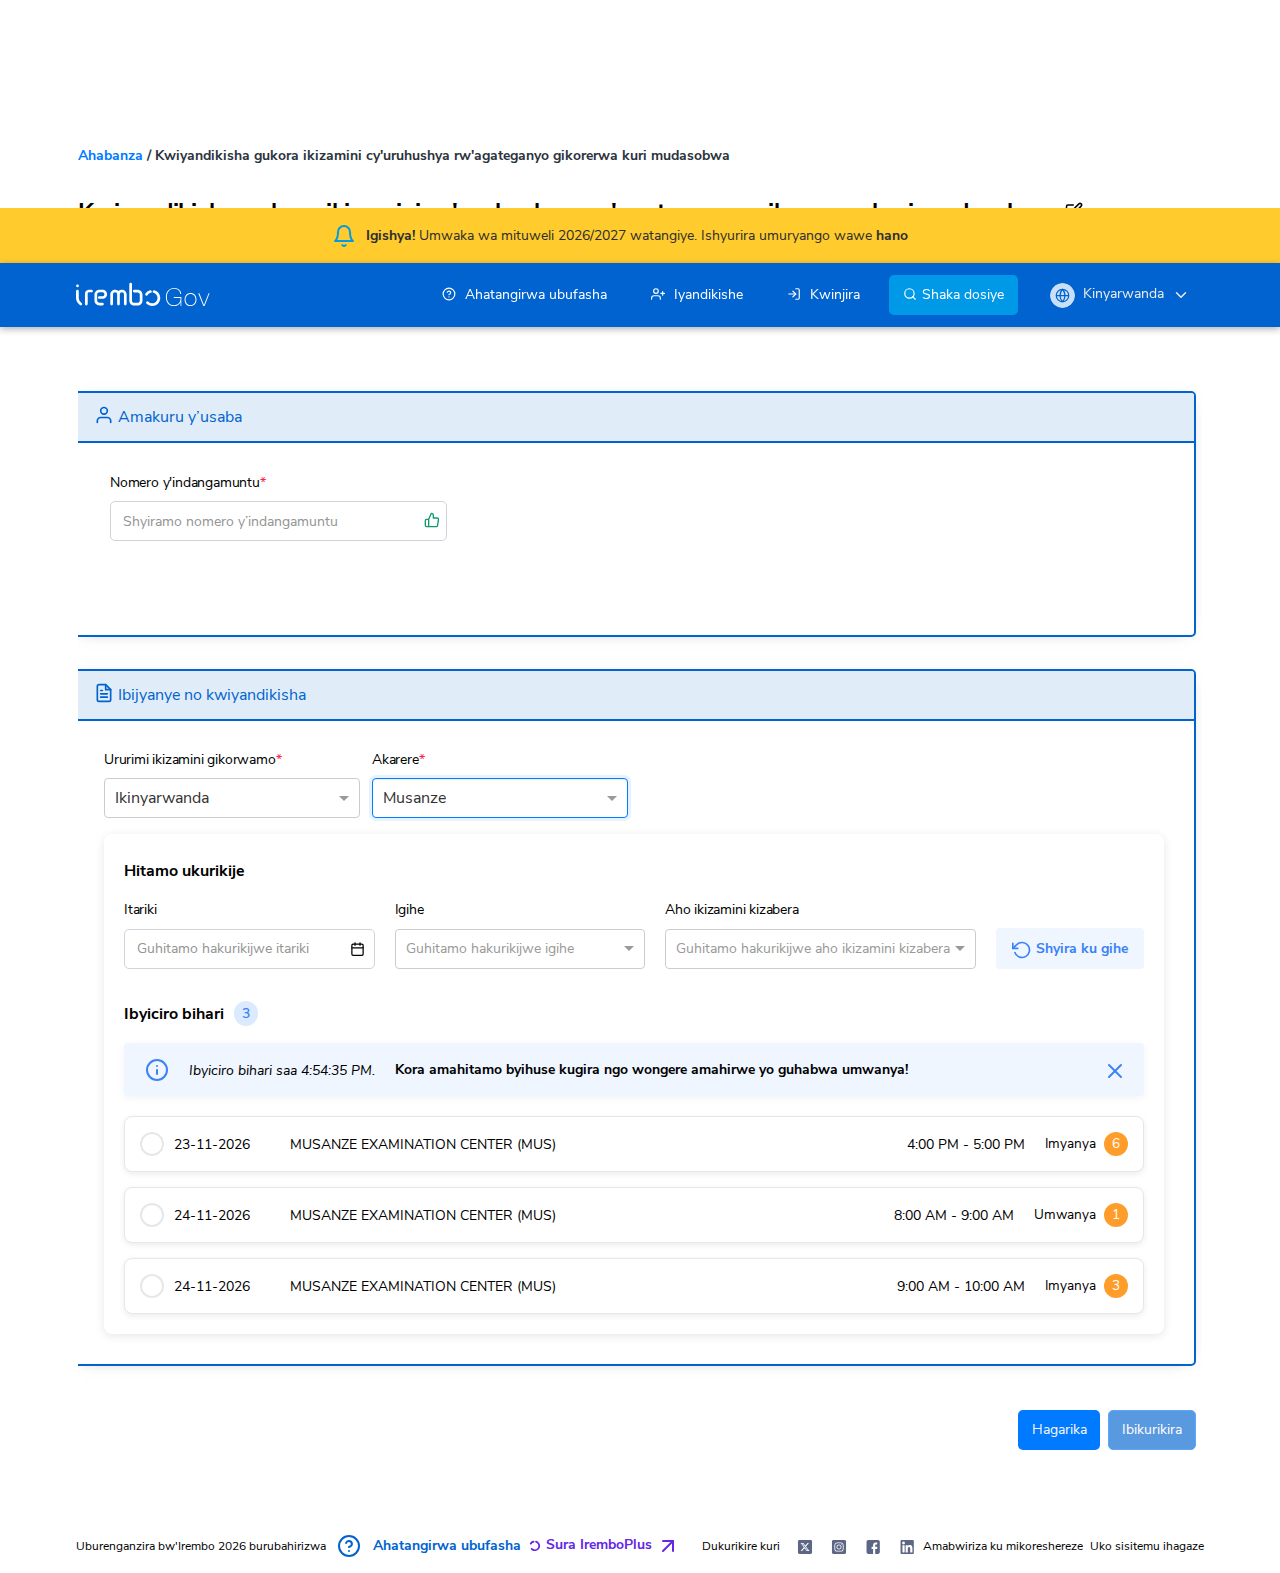 Ahabanza / Kwiyandikisha gukora ikizamini cy'uruhushya rw'agateganyo gikorerwa kuri mudasobwa
Igishya! Umwaka wa mituweli 2026/2027 watangiye. Ishyurira umuryango wawe hano
irembo Gov
Ahatangirwa ubufasha
Iyandikishe
Kwinjira
Shaka dosiye
Kinyarwanda
Amakuru y’usaba
Nomero y'indangamuntu*
Shyiramo nomero y’indangamuntu
Ibijyanye no kwiyandikisha
Ururimi ikizamini gikorwamo* Akarere*
Ikinyarwanda Musanze
Hitamo ukurikije
Itariki Igihe Aho ikizamini kizabera
Guhitamo hakurikijwe itariki Guhitamo hakurikijwe igihe Guhitamo hakurikijwe aho ikizamini kizabera Shyira ku gihe
Ibyiciro bihari 3
Ibyiciro bihari saa 4:54:35 PM. Kora amahitamo byihuse kugira ngo wongere amahirwe yo guhabwa umwanya!
23-11-2026 MUSANZE EXAMINATION CENTER (MUS) 4:00 PM - 5:00 PM Imyanya 6
24-11-2026 MUSANZE EXAMINATION CENTER (MUS) 8:00 AM - 9:00 AM Umwanya 1
24-11-2026 MUSANZE EXAMINATION CENTER (MUS) 9:00 AM - 10:00 AM Imyanya 3
Hagarika Ibikurikira
Uburenganzira bw'Irembo 2026 burubahirizwa Ahatangirwa ubufasha Sura IremboPlus Dukurikire kuri Amabwiriza ku mikoreshereze Uko sisitemu ihagaze